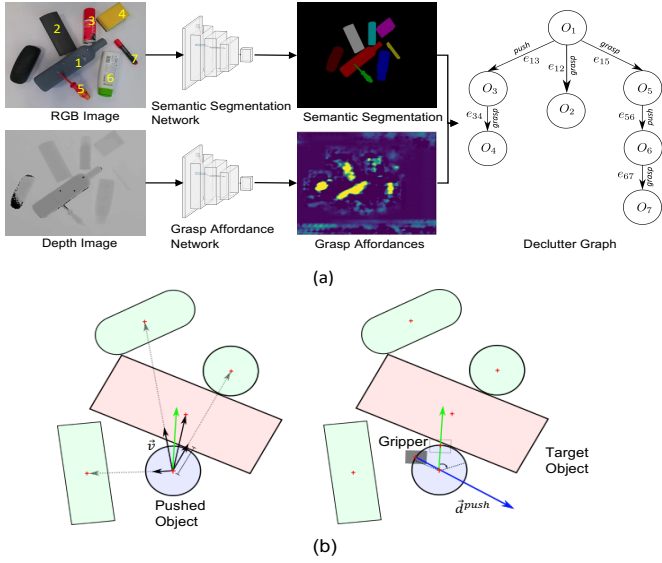 1
2
3
4
5
6
7
RGB Image
Semantic Segmentation
Network
Semantic Segmentation
Depth Image
Grasp Affordance
Network
Grasp Affordances
O1
push
e13
e12
grasp
e15
grasp
O3
O2
O5
e34
grasp
e56
push
O4
O6
e67
grasp
O7
Declutter Graph
(a)
v
Pushed
Object
Gripper
Target
Object
d push
(b)